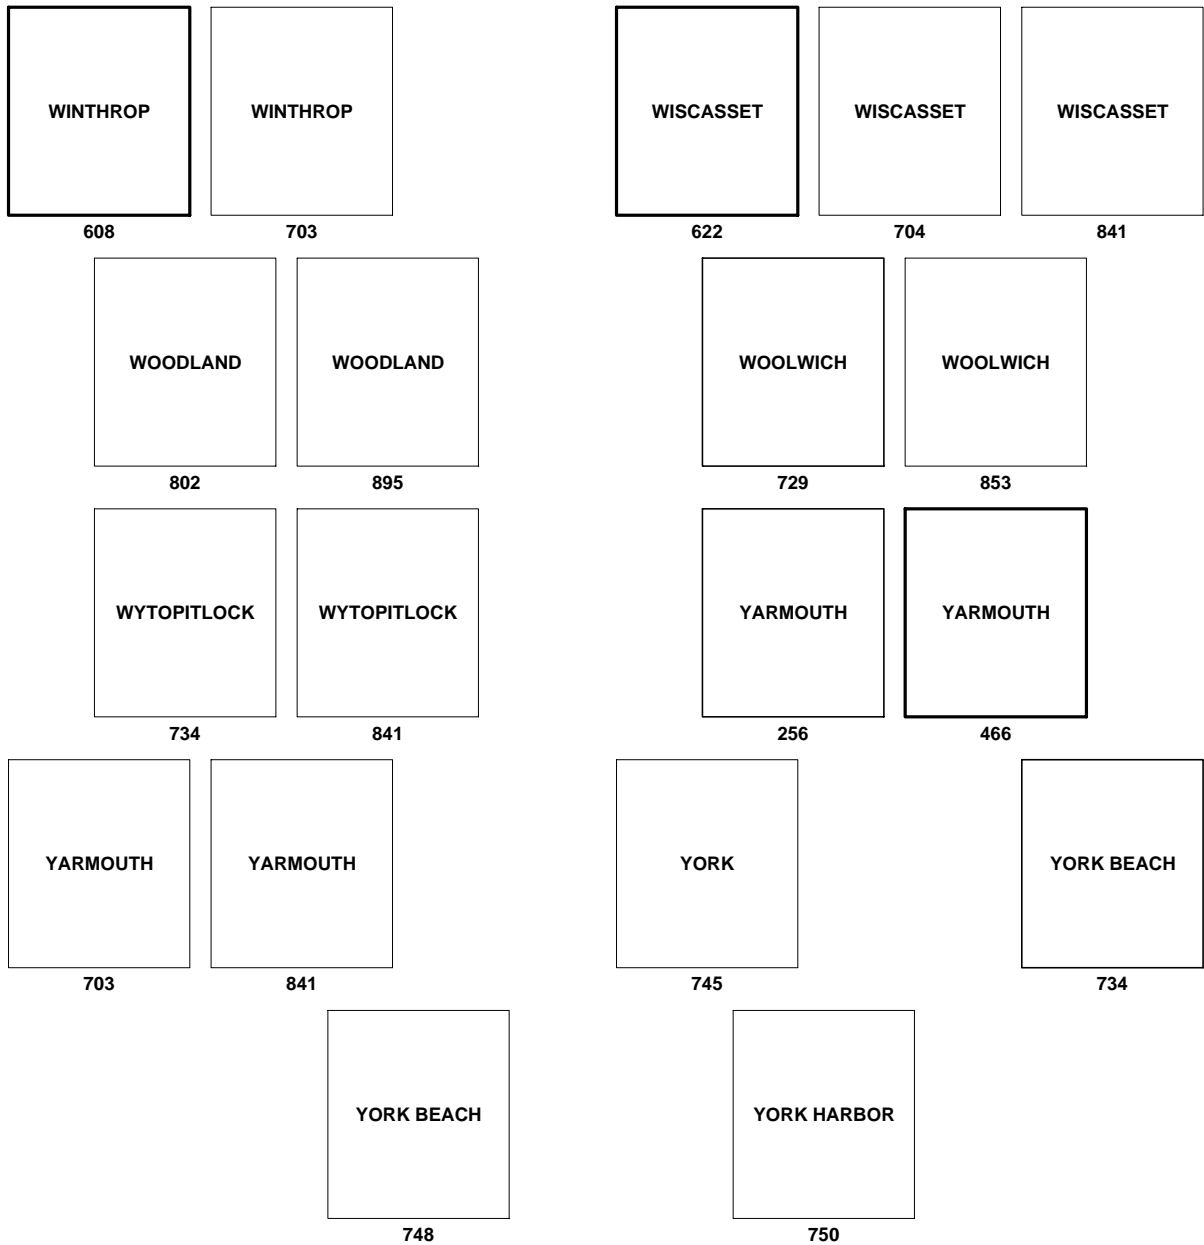 WINTHROP WINTHROP WISCASSET WISCASSET WISCASSET
608 703 622 704 841
WOODLAND WOODLAND WOOLWICH WOOLWICH
802 895 729 853
WYTOPITLOCK WYTOPITLOCK YARMOUTH YARMOUTH
734 841 256 466
YARMOUTH YARMOUTH YORK YORK BEACH
703 841 745 734
YORK BEACH YORK HARBOR
748 750